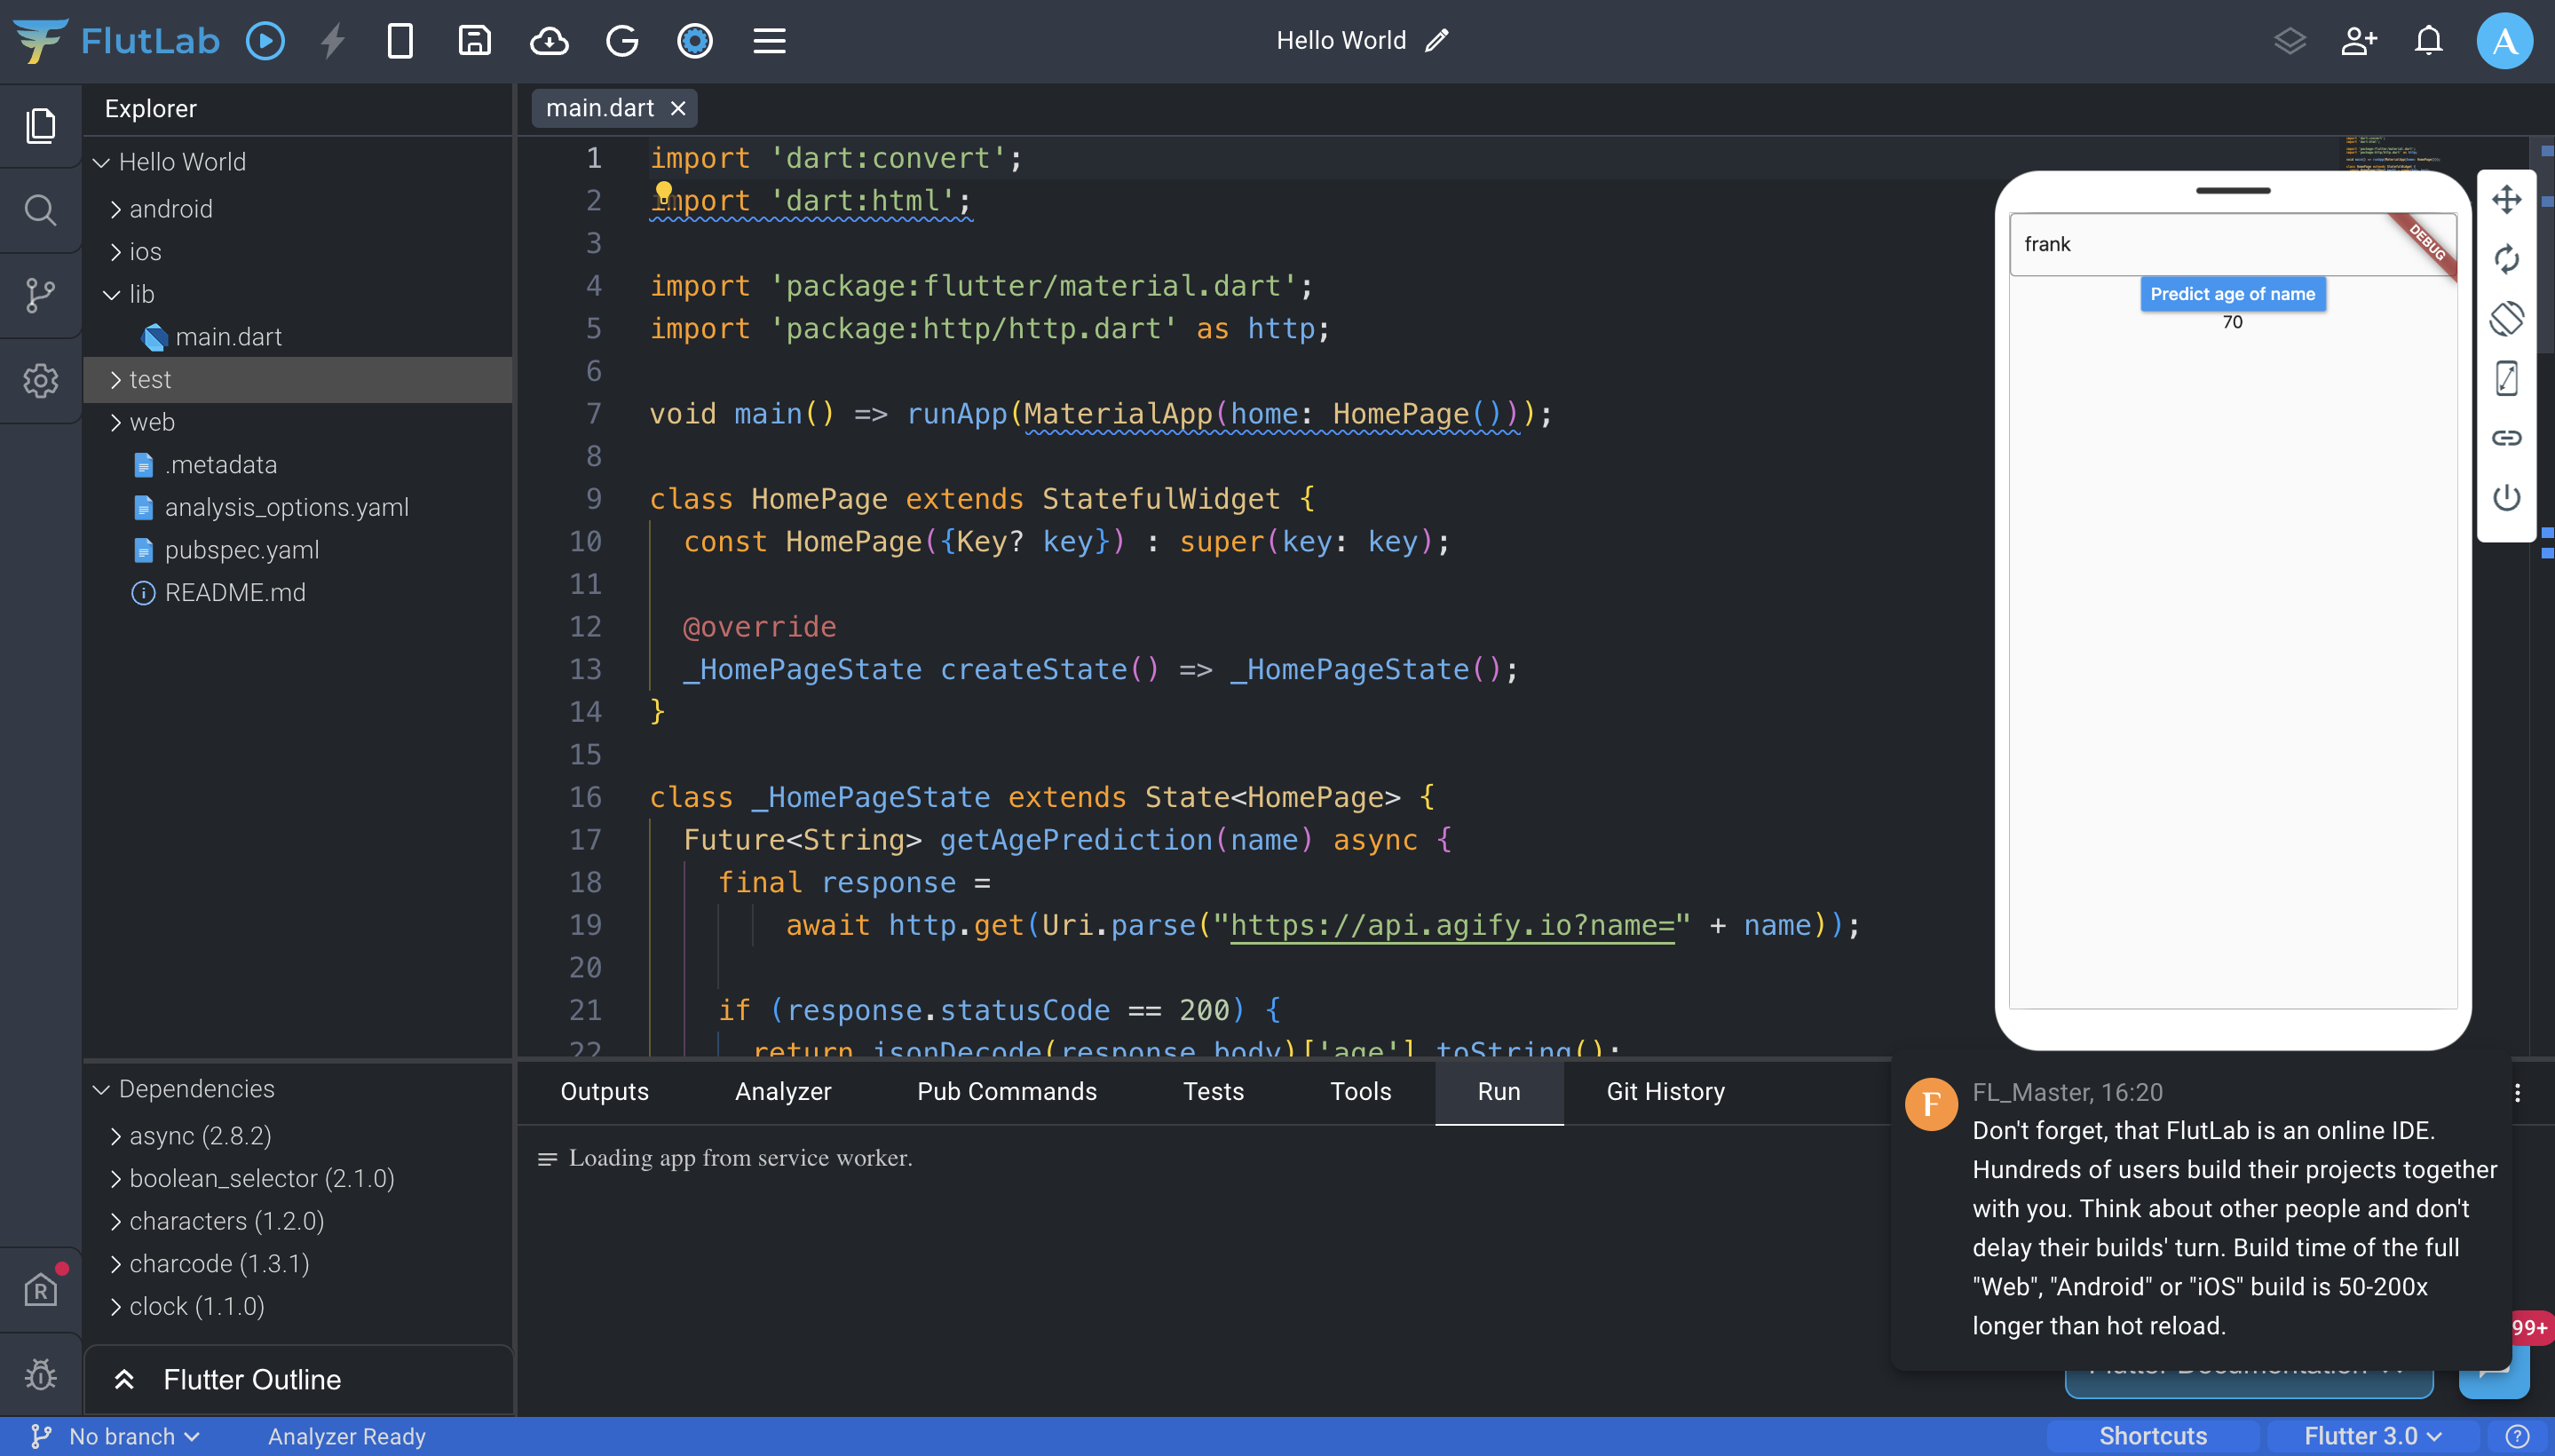 FlutLab
Hello World
A
Explorer
Hello World
android
ios
lib
main.dart
test
web
.metadata
analysis_options.yaml
pubspec.yaml
README.md
Dependencies
async (2.8.2)
boolean_selector (2.1.0)
characters (1.2.0)
charcode (1.3.1)
clock (1.1.0)
R
Flutter Outline
main.dart
1 import 'dart:convert';
2 import 'dart:html';
3
4 import 'package:flutter/material.dart';
5 import 'package:http/http.dart' as http;
6
7 void main() => runApp(MaterialApp(home: HomePage()));
8
9 class HomePage extends StatefulWidget {
10 const HomePage({Key? key}) : super(key: key);
11
12 @override
13 _HomePageState createState() => _HomePageState();
14 }
15
16 class _HomePageState extends State<HomePage> {
17 Future<String> getAgePrediction(name) async {
18 final response =
19 await http.get(Uri.parse("https://api.agify.io?name=" + name));
20
21 if (response.statusCode == 200) {
22 return jsonDecode(response.body)['age'].toString();
frank
DEBUG
Predict age of name
70
Outputs Analyzer Pub Commands Tests Tools Run Git History
Loading app from service worker.
F
FL_Master, 16:20
Don't forget, that FlutLab is an online IDE.
Hundreds of users build their projects together
with you. Think about other people and don't
delay their builds' turn. Build time of the full
"Web", "Android" or "iOS" build is 50-200x
longer than hot reload.
99+
Flutter Documentation
No branch Analyzer Ready Shortcuts Flutter 3.0